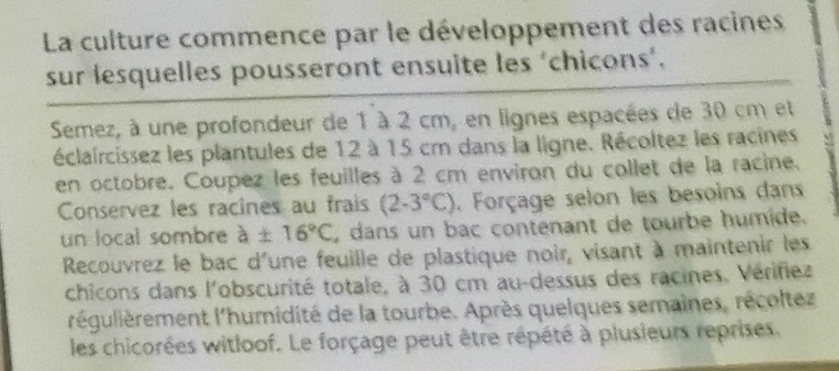 La culture commence par le développement des racines
sur lesquelles pousseront ensuite les 'chicons'.
Semez, à une profondeur de 1 à 2 cm, en lignes espacées de 30 cm et
éclaircissez les plantules de 12 à 15 cm dans la ligne. Récoltez les racines
en octobre. Coupez les feuilles à 2 cm environ du collet de la racine.
Conservez les racines au frais (2-3°C). Forçage selon les besoins dans
un local sombre à ± 16°C, dans un bac contenant de tourbe humide.
Recouvrez le bac d'une feuille de plastique noir, visant à maintenir les
chicons dans l'obscurité totale, à 30 cm au-dessus des racines. Vérifiez
régulièrement l'humidité de la tourbe. Après quelques semaines, récoltez
les chicorées witloof. Le forçage peut être répété à plusieurs reprises.